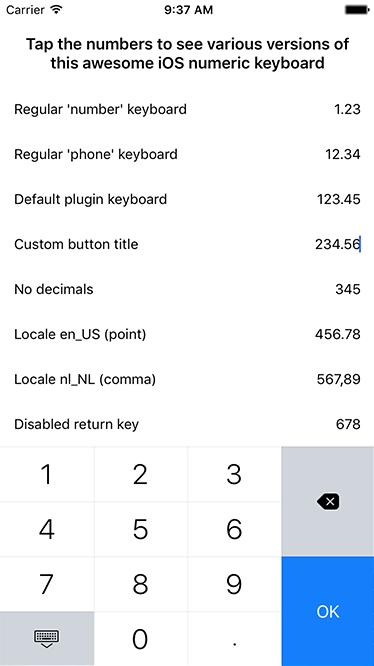 Carrier 9:37 AM
Tap the numbers to see various versions of
this awesome iOS numeric keyboard
Regular 'number' keyboard 1.23
Regular 'phone' keyboard 12.34
Default plugin keyboard 123.45
Custom button title 234.56
No decimals 345
Locale en_US (point) 456.78
Locale nl_NL (comma) 567,89
Disabled return key 678
1 2 3
4 5 6
7 8 9
OK
0 .